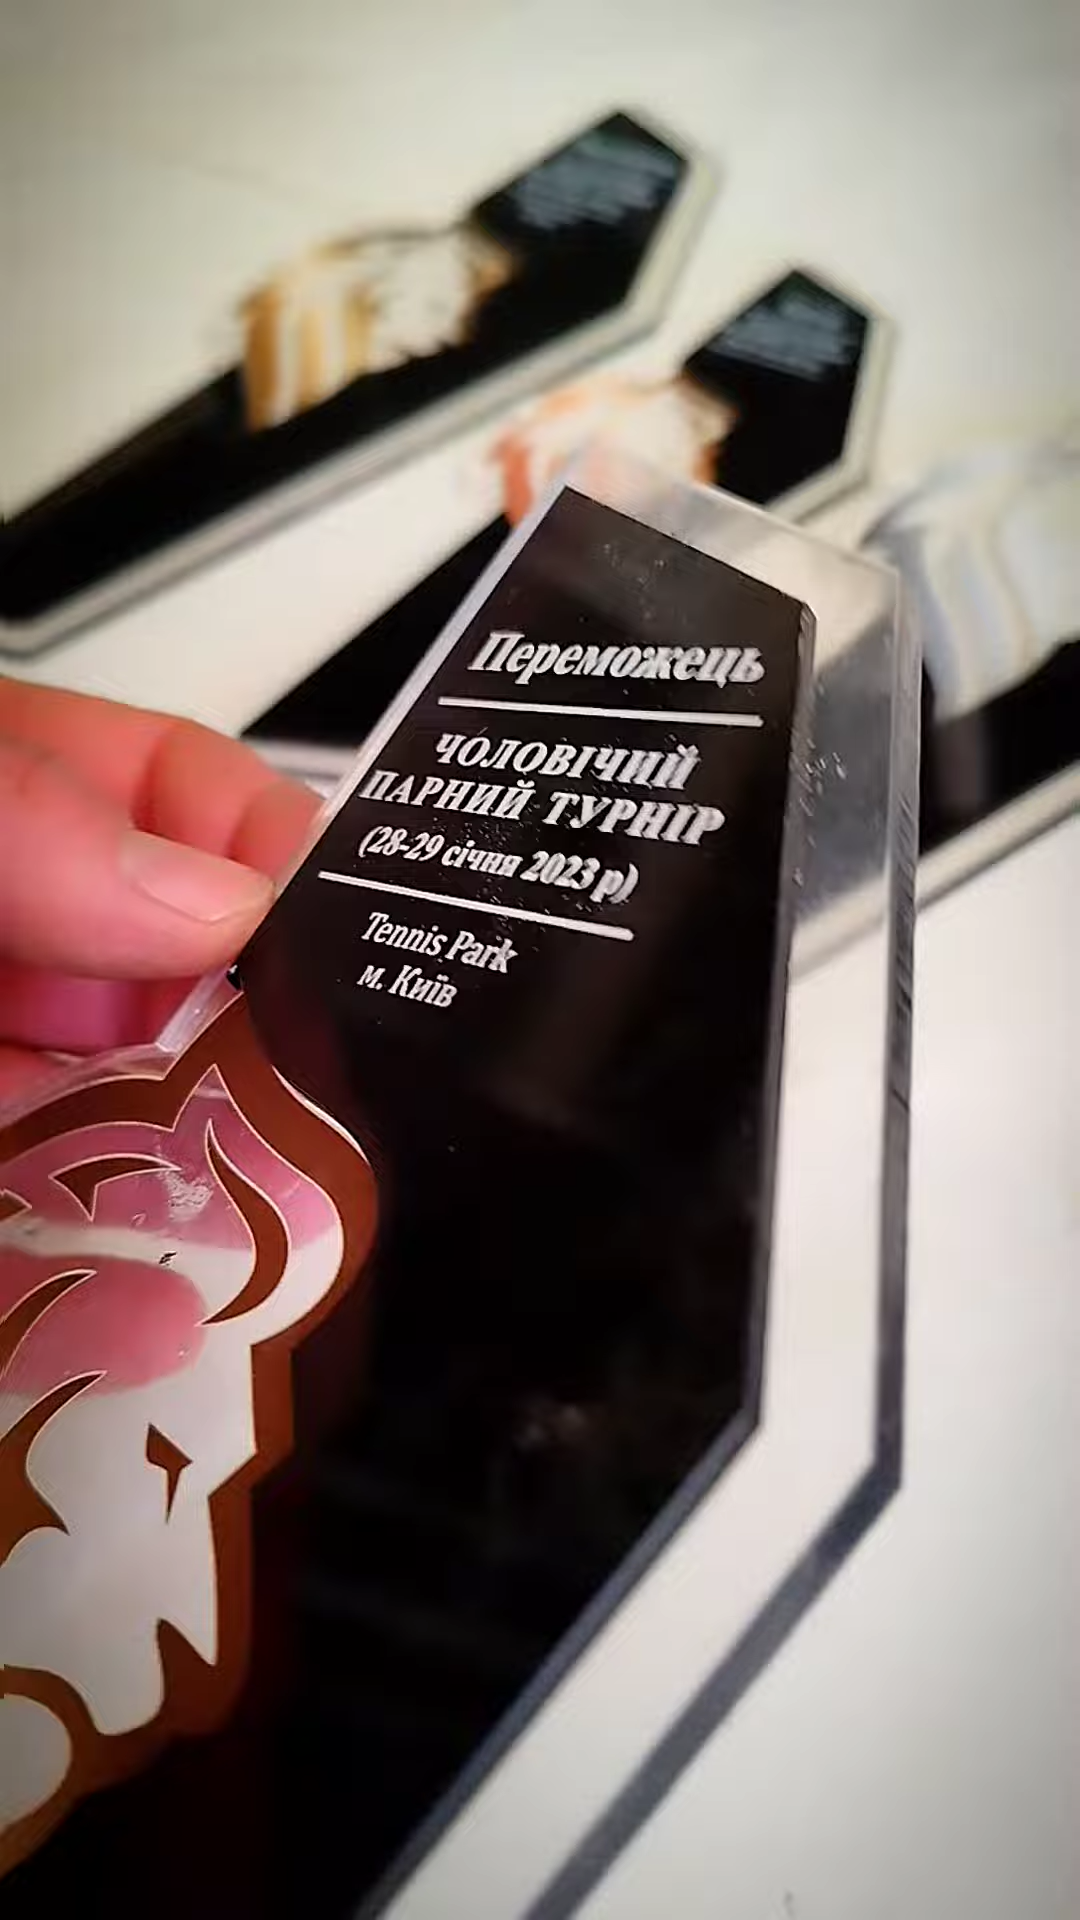 Переможець
ЧОЛОВІЧИЙ
ПАРНИЙ ТУРНІР
(28-29 січня 2023 р)
Tennis Park
м. Київ